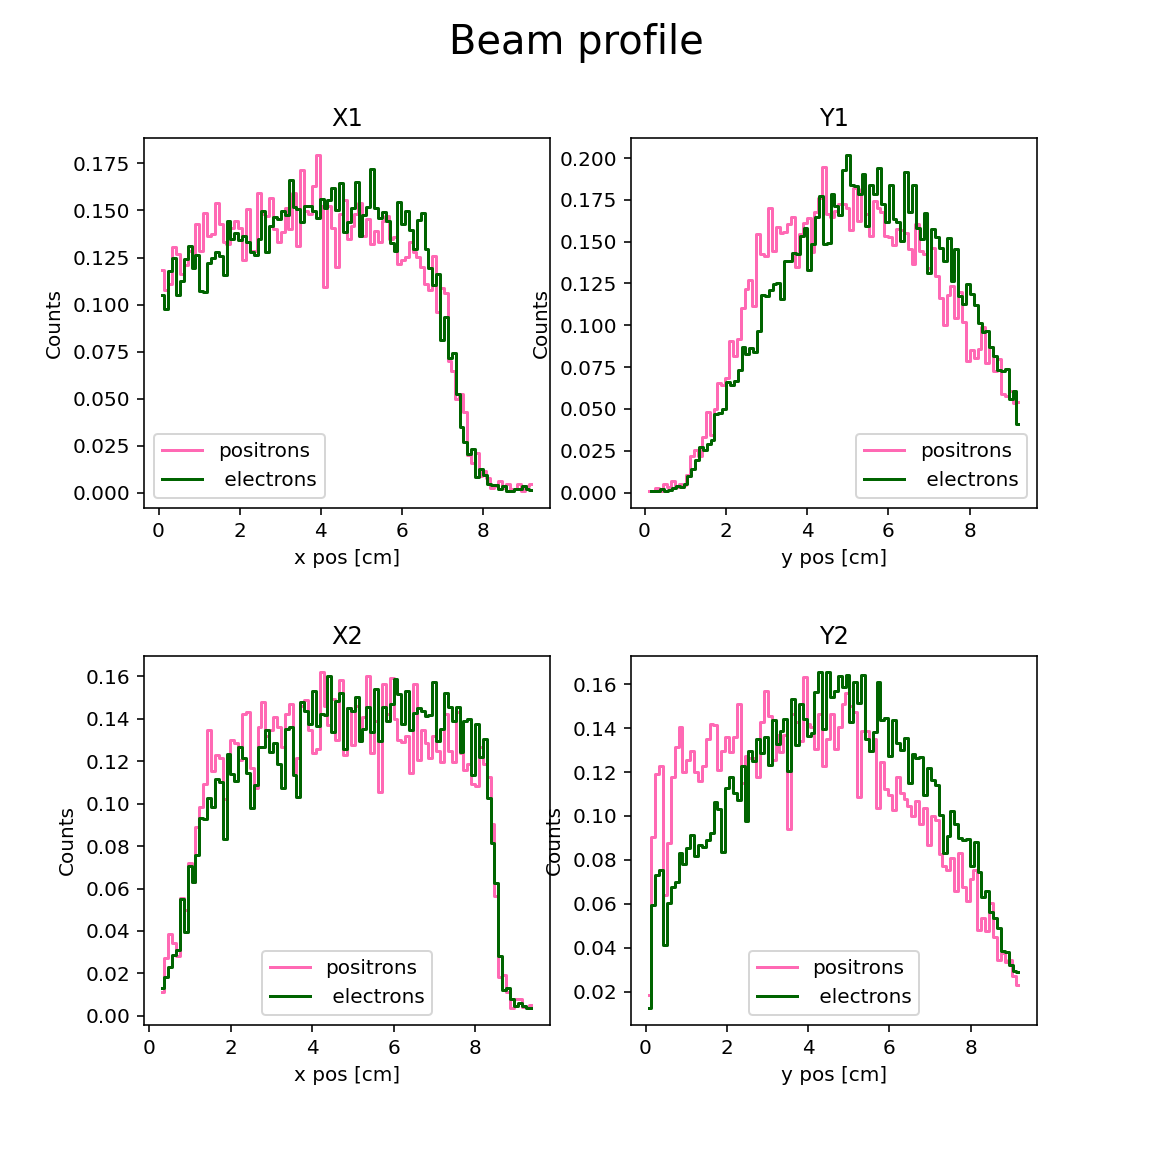 Beam profile
X1
Counts
0.175
0.150
0.125
0.100
0.075
0.050
0.025
0.000
positrons
electrons
0 2 4 6 8
x pos [cm]
Y1
Counts
0.200
0.175
0.150
0.125
0.100
0.075
0.050
0.025
0.000
positrons
electrons
0 2 4 6 8
y pos [cm]
X2
Counts
0.16
0.14
0.12
0.10
0.08
0.06
0.04
0.02
0.00
positrons
electrons
0 2 4 6 8
x pos [cm]
Y2
Counts
0.16
0.14
0.12
0.10
0.08
0.06
0.04
0.02
positrons
electrons
0 2 4 6 8
y pos [cm]